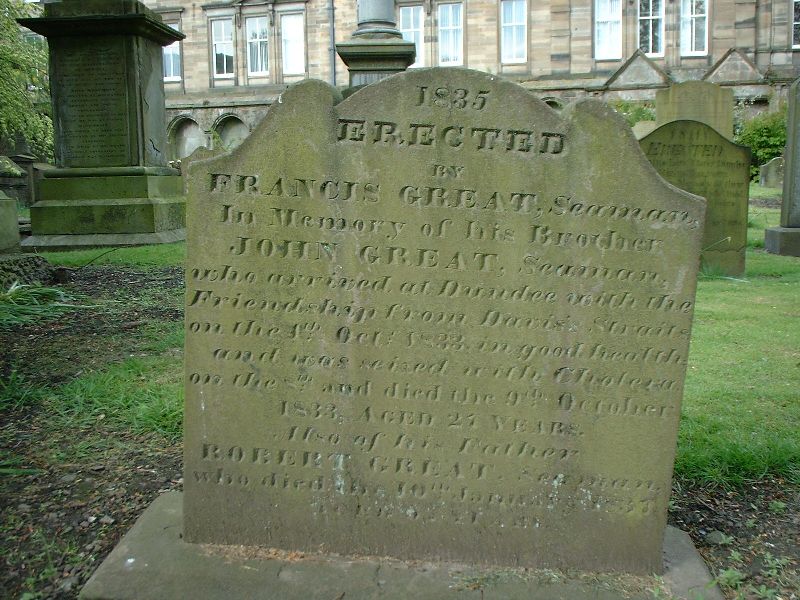 1835
ERECTED
BY
FRANCIS GREAT, Seaman,
In Memory of his Brother
JOHN GREAT, Seaman,
who arrived at Dundee with the
Friendship from Davis's Straits
on the 4th Octr 1833, in good health
and was seized with Cholera
on the 8th and died the 9th October
1833, AGED 24 YEARS.
Also of his Father
ROBERT GREAT, Seaman,
who died the 10th January
ERECTED